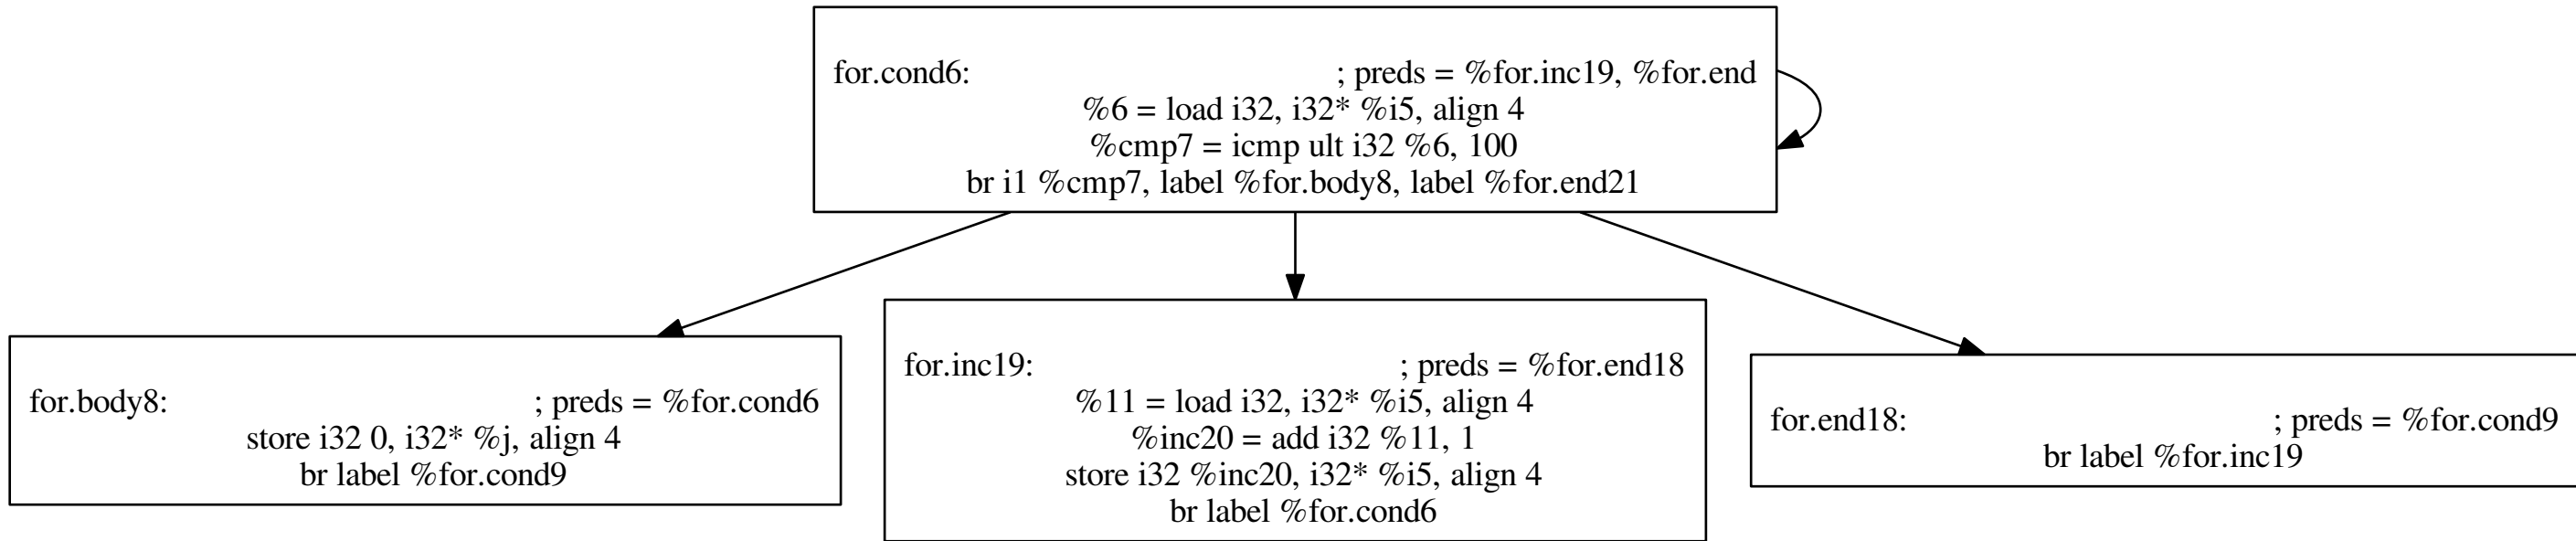 for.cond6: ; preds = %for.inc19, %for.end
%6 = load i32, i32* %i5, align 4
%cmp7 = icmp ult i32 %6, 100
br i1 %cmp7, label %for.body8, label %for.end21
for.body8: ; preds = %for.cond6
store i32 0, i32* %j, align 4
br label %for.cond9
for.inc19: ; preds = %for.end18
%11 = load i32, i32* %i5, align 4
%inc20 = add i32 %11, 1
store i32 %inc20, i32* %i5, align 4
br label %for.cond6
for.end18: ; preds = %for.cond9
br label %for.inc19